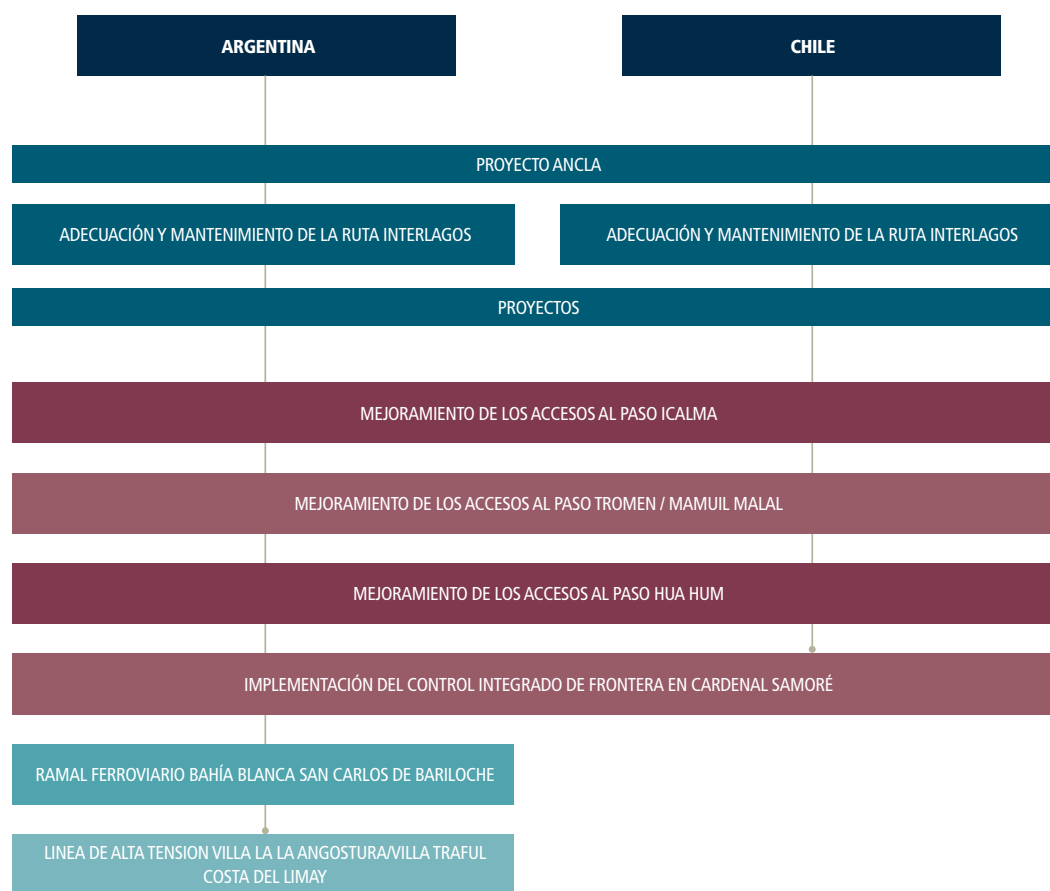 ARGENTINA
CHILE
PROYECTO ANCLA
ADECUACIÓN Y MANTENIMIENTO DE LA RUTA INTERLAGOS
ADECUACIÓN Y MANTENIMIENTO DE LA RUTA INTERLAGOS
PROYECTOS
MEJORAMIENTO DE LOS ACCESOS AL PASO ICALMA
MEJORAMIENTO DE LOS ACCESOS AL PASO TROMEN / MAMUIL MALAL
MEJORAMIENTO DE LOS ACCESOS AL PASO HUA HUM
IMPLEMENTACIÓN DEL CONTROL INTEGRADO DE FRONTERA EN CARDENAL SAMORÉ
RAMAL FERROVIARIO BAHÍA BLANCA SAN CARLOS DE BARILOCHE
LINEA DE ALTA TENSION VILLA LA LA ANGOSTURA/VILLA TRAFUL
COSTA DEL LIMAY